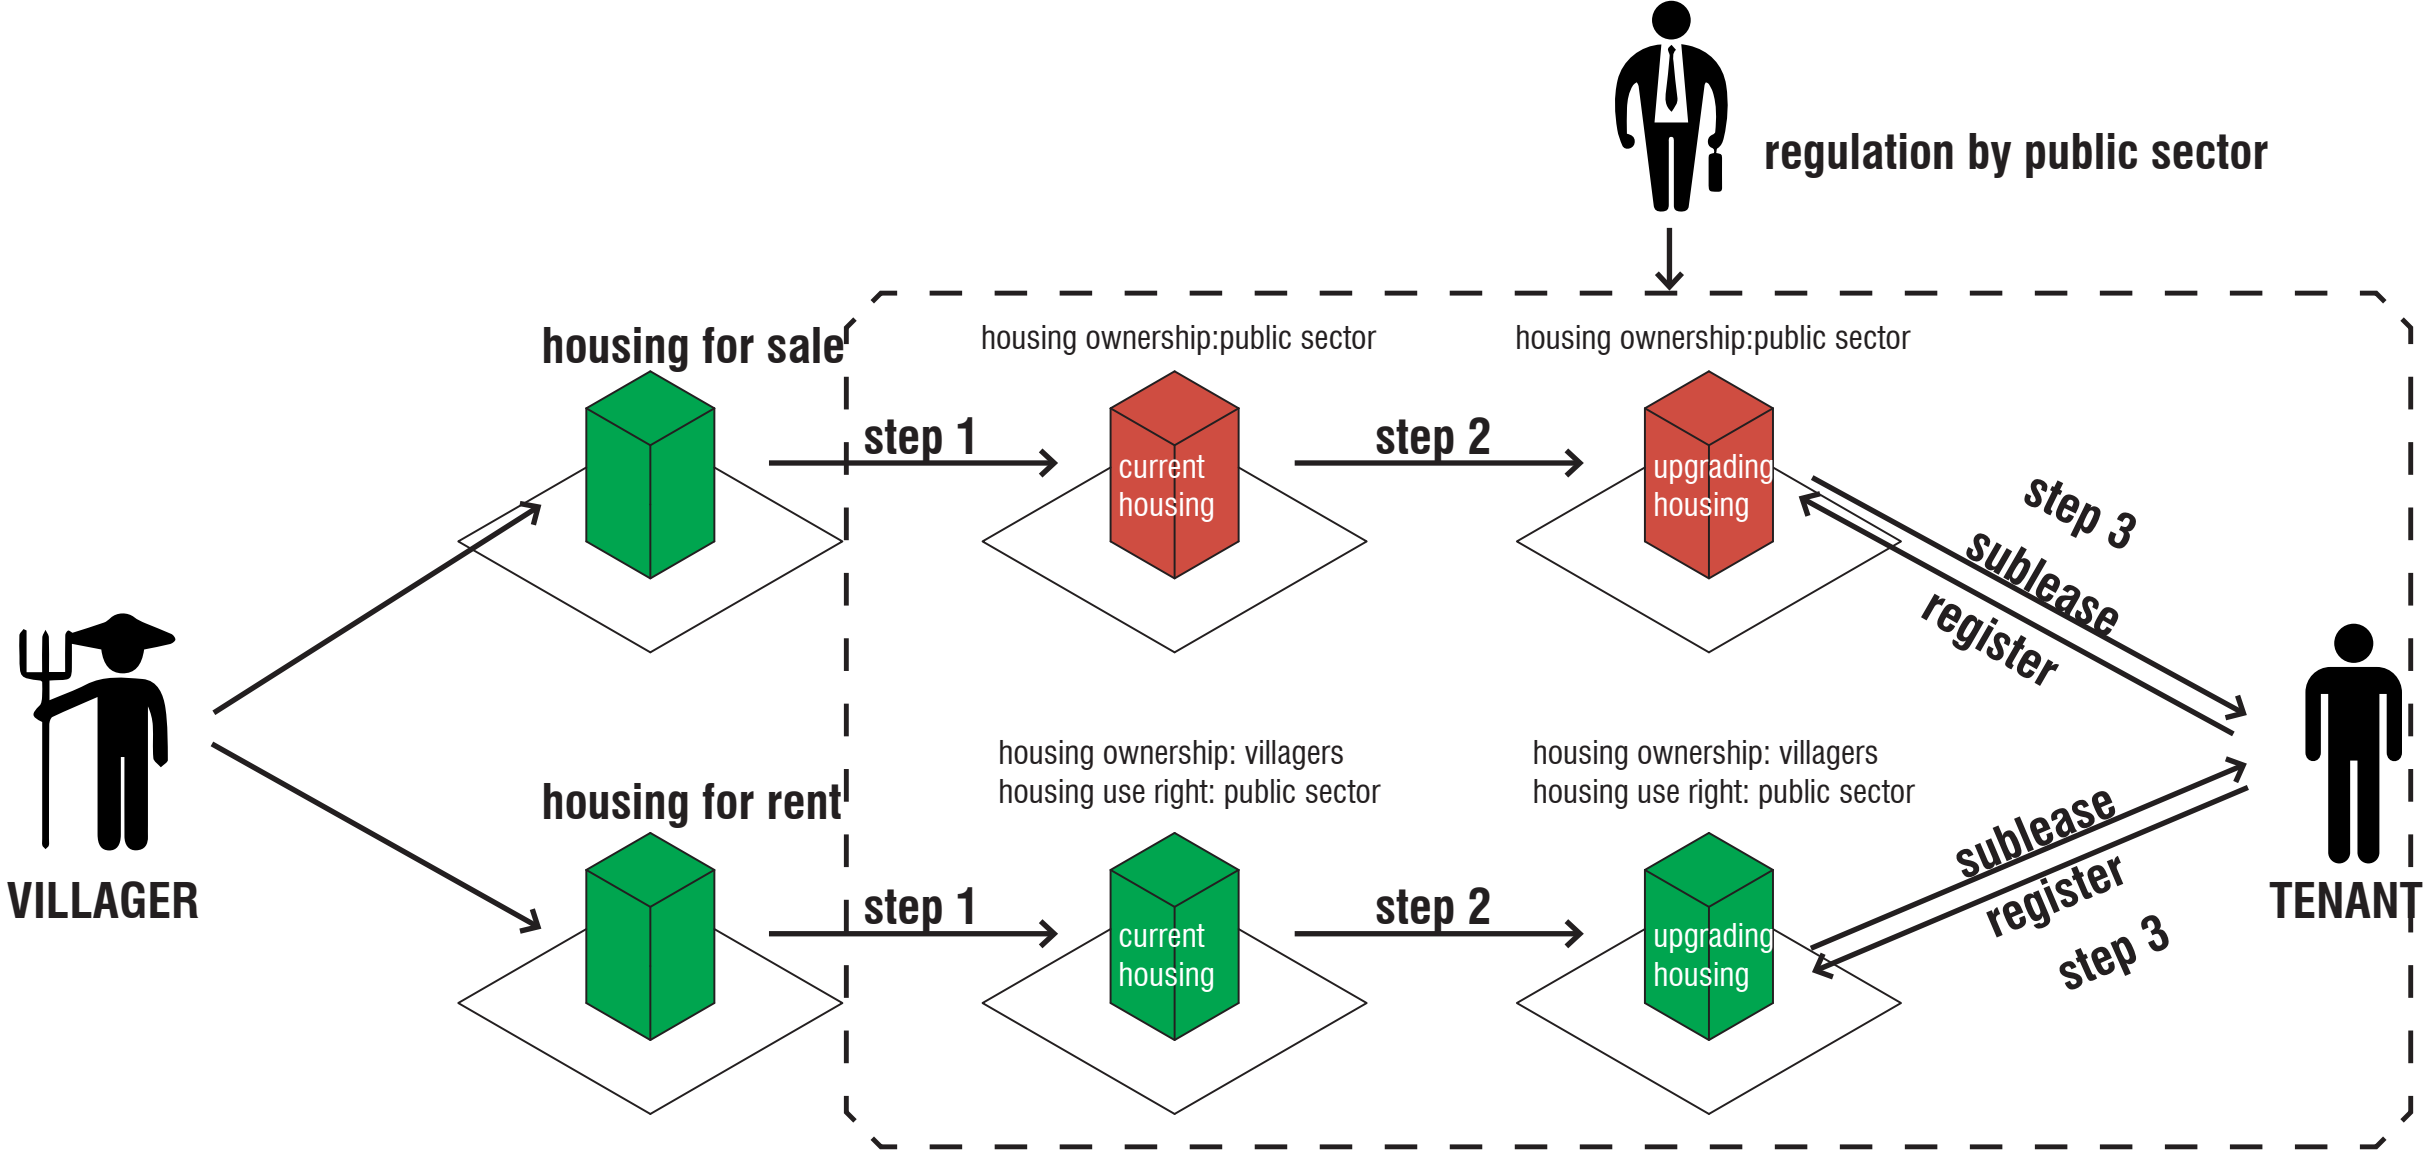 regulation by public sector
housing for sale
housing ownership:public sector
housing ownership:public sector
step 1
step 2
current
housing
upgrading
housing
step 3
sublease
register
VILLAGER
TENANT
housing for rent
housing ownership: villagers
housing use right: public sector
housing ownership: villagers
housing use right: public sector
step 1
step 2
current
housing
upgrading
housing
sublease
register
step 3